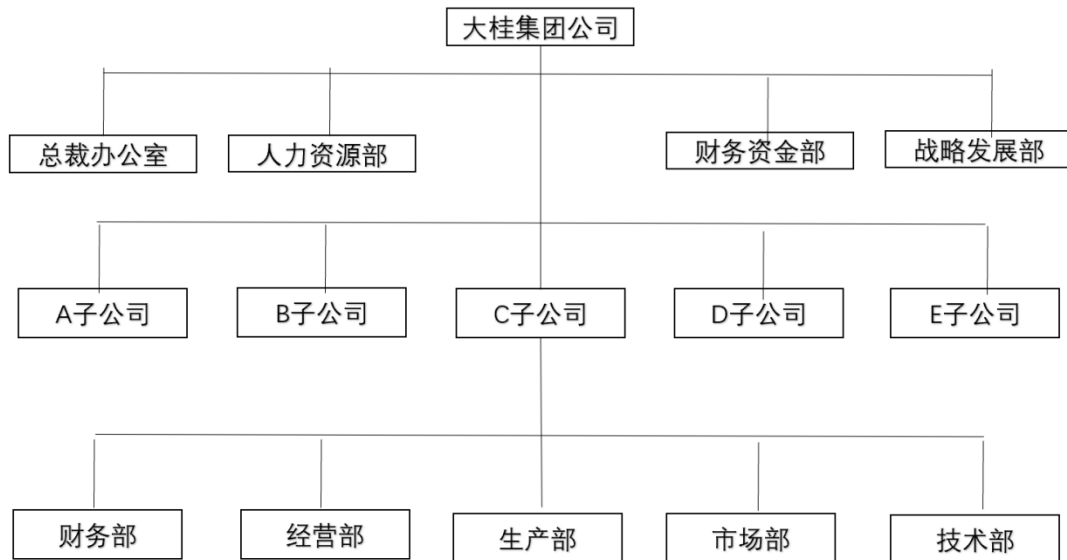 大桂集团公司
总裁办公室
人力资源部
财务资金部
战略发展部
A子公司
B子公司
C子公司
D子公司
E子公司
财务部
经营部
生产部
市场部
技术部